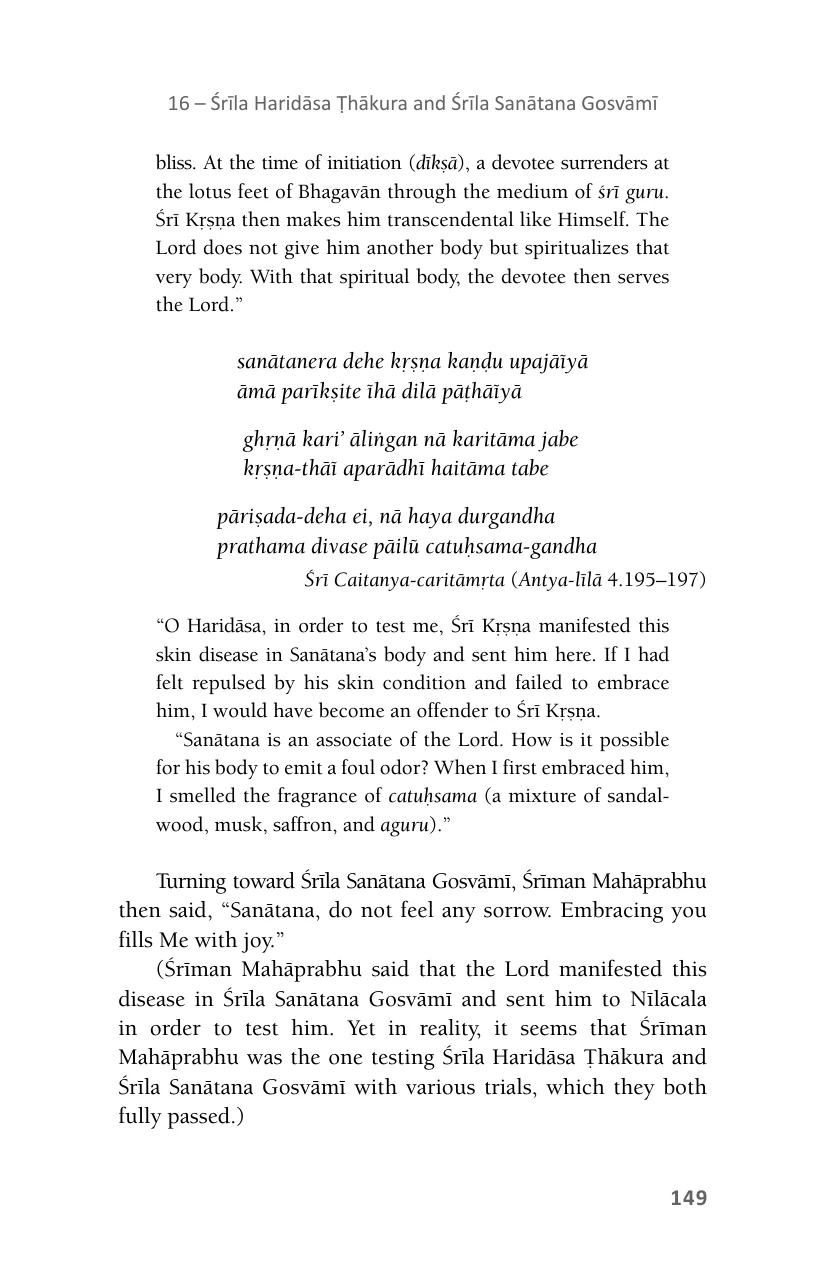 16 – Śrīla Haridāsa Ṭhākura and Śrīla Sanātana Gosvāmī
bliss. At the time of initiation (dīkṣā), a devotee surrenders at
the lotus feet of Bhagavān through the medium of śrī guru.
Śrī Kṛṣṇa then makes him transcendental like Himself. The
Lord does not give him another body but spiritualizes that
very body. With that spiritual body, the devotee then serves
the Lord.”
sanātanera dehe kṛṣṇa kaṇḍu upajāĩyā
āmā parīkṣite ĩhā dilā pāṭhāĩyā
ghṛṇā kari’ āliṅgan nā karitāma jabe
kṛṣṇa-thāĩ aparādhī haitāma tabe
pāriṣada-deha ei, nā haya durgandha
prathama divase pāilū catuḥsama-gandha
Śrī Caitanya-caritāmṛta (Antya-līlā 4.195–197)
“O Haridāsa, in order to test me, Śrī Kṛṣṇa manifested this
skin disease in Sanātana’s body and sent him here. If I had
felt repulsed by his skin condition and failed to embrace
him, I would have become an offender to Śrī Kṛṣṇa.
“Sanātana is an associate of the Lord. How is it possible
for his body to emit a foul odor? When I first embraced him,
I smelled the fragrance of catuḥsama (a mixture of sandal-
wood, musk, saffron, and aguru).”
Turning toward Śrīla Sanātana Gosvāmī, Śrīman Mahāprabhu
then said, “Sanātana, do not feel any sorrow. Embracing you
fills Me with joy.”
(Śrīman Mahāprabhu said that the Lord manifested this
disease in Śrīla Sanātana Gosvāmī and sent him to Nīlācala
in order to test him. Yet in reality, it seems that Śrīman
Mahāprabhu was the one testing Śrīla Haridāsa Ṭhākura and
Śrīla Sanātana Gosvāmī with various trials, which they both
fully passed.)
149